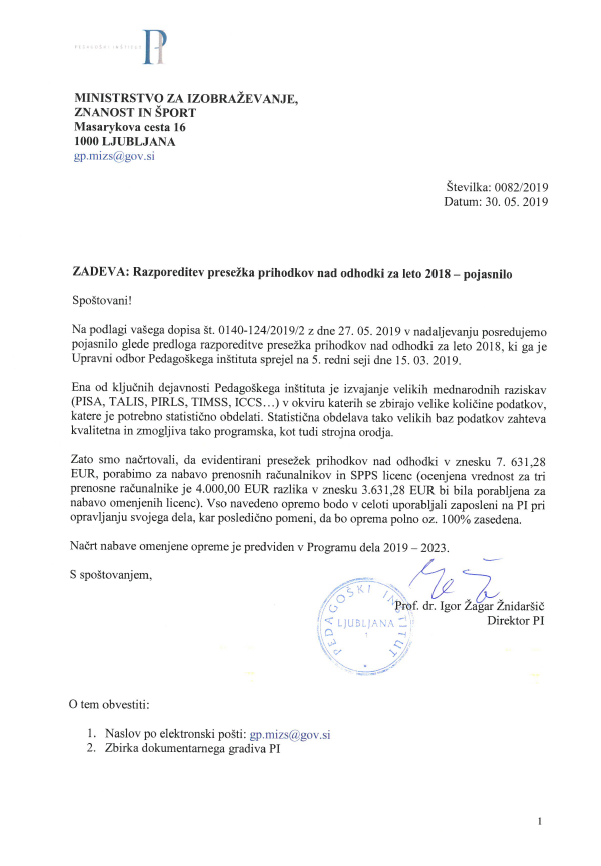 PEDAGOŠKI INŠTITUT PI
MINISTRSTVO ZA IZOBRAŽEVANJE,
ZNANOST IN ŠPORT
Masarykova cesta 16
1000 LJUBLJANA
gp.mizs@gov.si
Številka: 0082/2019
Datum: 30. 05. 2019
ZADEVA: Razporeditev presežka prihodkov nad odhodki za leto 2018 – pojasnilo
Spoštovani!
Na podlagi vašega dopisa št. 0140-124/2019/2 z dne 27. 05. 2019 v nadaljevanju posredujemo
pojasnilo glede predloga razporeditve presežka prihodkov nad odhodki za leto 2018, ki ga je
Upravni odbor Pedagoškega inštituta sprejel na 5. redni seji dne 15. 03. 2019.
Ena od ključnih dejavnosti Pedagoškega inštituta je izvajanje velikih mednarodnih raziskav
(PISA, TALIS, PIRLS, TIMSS, ICCS…) v okviru katerih se zbirajo velike količine podatkov,
katere je potrebno statistično obdelati. Statistična obdelava tako velikih baz podatkov zahteva
kvalitetna in zmogljiva tako programska, kot tudi strojna orodja.
Zato smo načrtovali, da evidentirani presežek prihodkov nad odhodki v znesku 7. 631,28
EUR, porabimo za nabavo prenosnih računalnikov in SPPS licenc (ocenjena vrednost za tri
prenosne računalnike je 4.000,00 EUR razlika v znesku 3.631,28 EUR bi bila porabljena za
nabavo omenjenih licenc). Vso navedeno opremo bodo v celoti uporabljali zaposleni na PI pri
opravljanju svojega dela, kar posledično pomeni, da bo oprema polno oz. 100% zasedena.
Načrt nabave omenjene opreme je predviden v Programu dela 2019 – 2023.
S spoštovanjem,
PEDAGOŠKI INŠTITUT
LJUBLJANA
1
Prof. dr. Igor Žagar Žnidaršič
Direktor PI
O tem obvestiti:
1. Naslov po elektronski pošti: gp.mizs@gov.si
2. Zbirka dokumentarnega gradiva PI
1